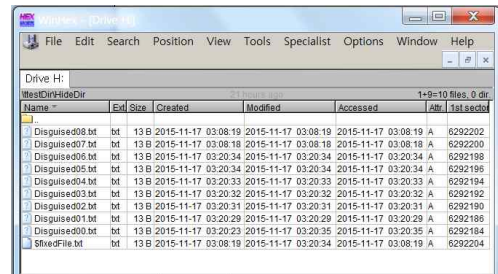 WinHex - [Drive H:]
File Edit Search Position View Tools Specialist Options Window Help
Drive H:
\testDir\HideDir 21 hours ago 1+9=10 files, 0 dir.
Name Ext. Size Created Modified Accessed Attr. 1st sector
..
Disguised08.txt txt 13 B 2015-11-17 03:08:19 2015-11-17 03:08:19 2015-11-17 03:08:19 A 6292202
Disguised07.txt txt 13 B 2015-11-17 03:08:18 2015-11-17 03:08:18 2015-11-17 03:08:18 A 6292200
Disguised06.txt txt 13 B 2015-11-17 03:20:34 2015-11-17 03:20:34 2015-11-17 03:20:34 A 6292198
Disguised05.txt txt 13 B 2015-11-17 03:20:34 2015-11-17 03:20:34 2015-11-17 03:20:34 A 6292196
Disguised04.txt txt 13 B 2015-11-17 03:20:33 2015-11-17 03:20:33 2015-11-17 03:20:33 A 6292194
Disguised03.txt txt 13 B 2015-11-17 03:20:32 2015-11-17 03:20:32 2015-11-17 03:20:32 A 6292192
Disguised02.txt txt 13 B 2015-11-17 03:20:31 2015-11-17 03:20:31 2015-11-17 03:20:31 A 6292190
Disguised01.txt txt 13 B 2015-11-17 03:20:29 2015-11-17 03:20:29 2015-11-17 03:20:29 A 6292186
Disguised00.txt txt 13 B 2015-11-17 03:20:23 2015-11-17 03:20:35 2015-11-17 03:20:35 A 6292184
$fixedFile.txt txt 13 B 2015-11-17 03:08:19 2015-11-17 03:20:34 2015-11-17 03:08:19 A 6292204